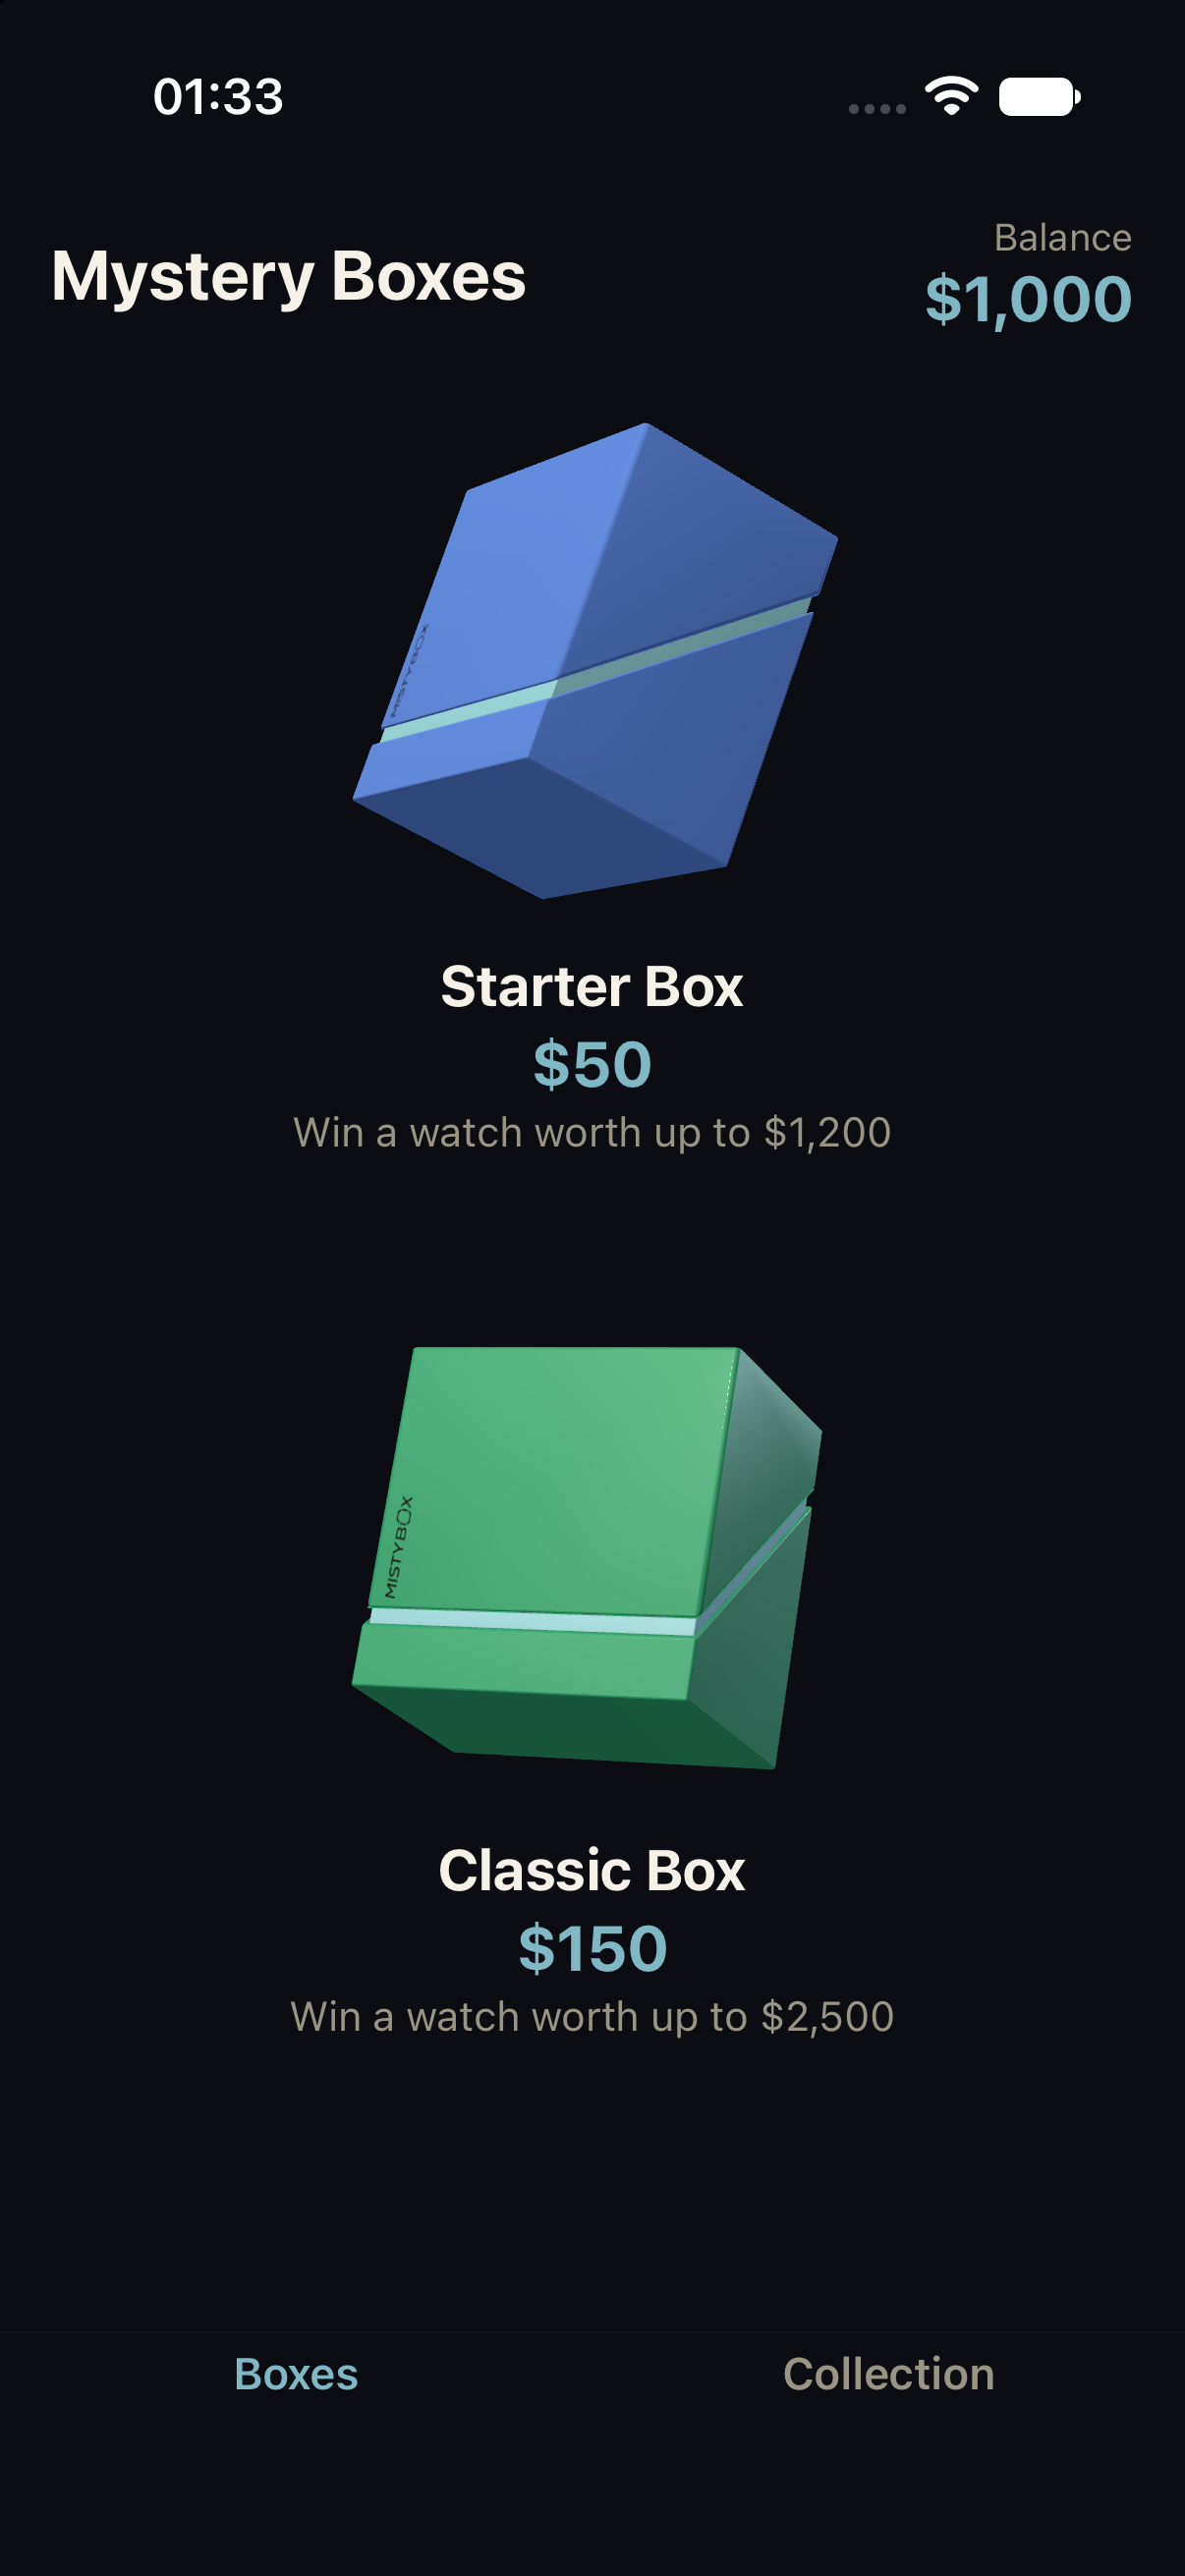 01:33
Mystery Boxes
Balance
$1,000
MISTYBOX
Starter Box
$50
Win a watch worth up to $1,200
MISTYBOX
Classic Box
$150
Win a watch worth up to $2,500
Boxes
Collection